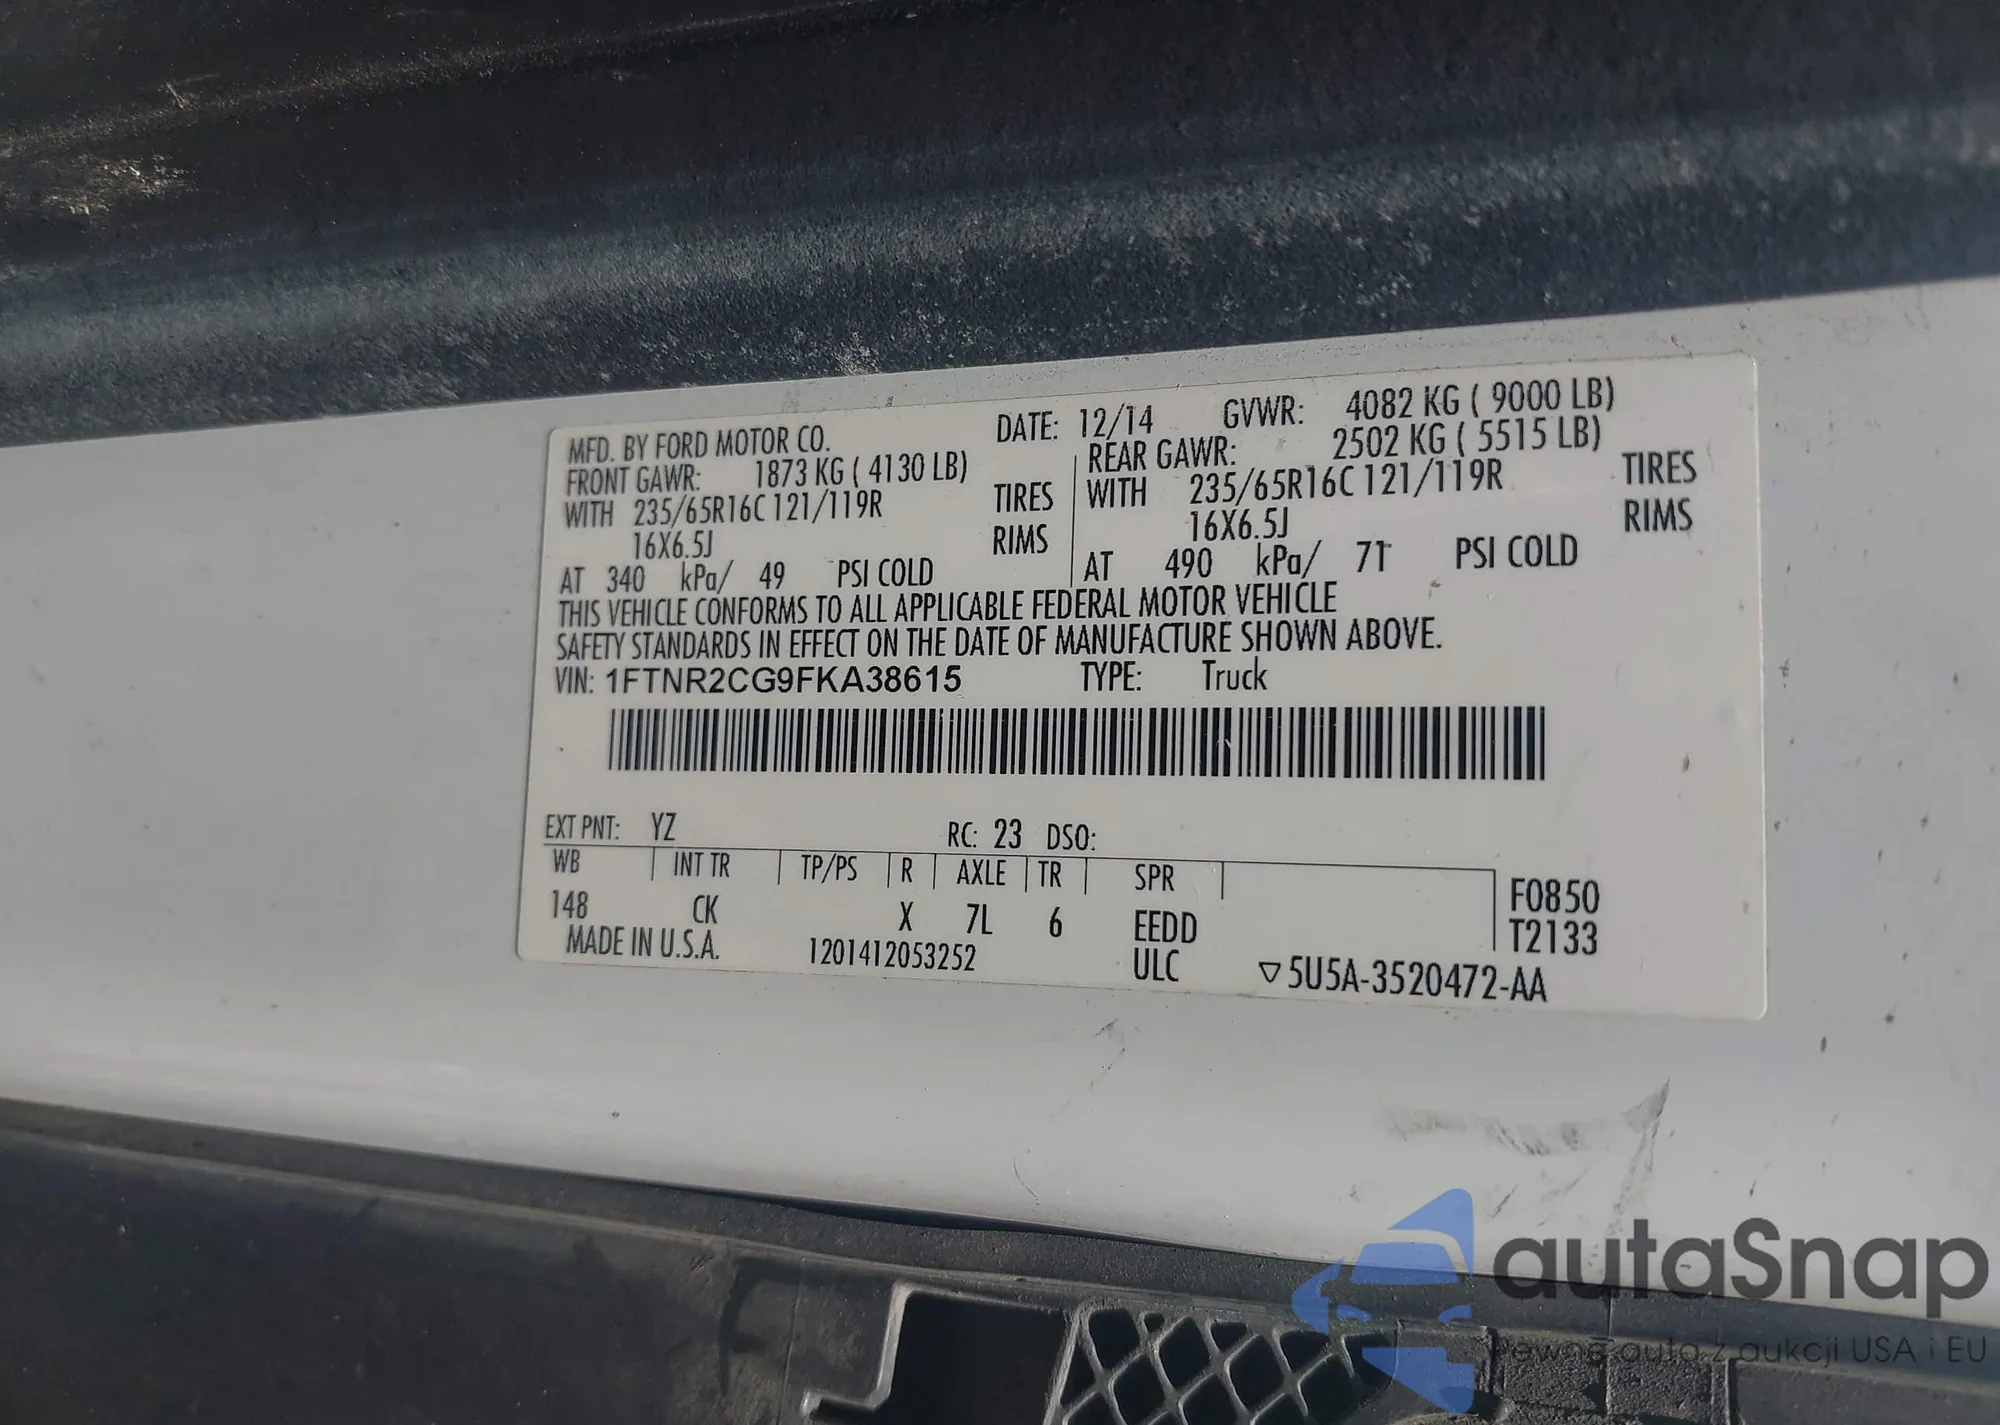 MFD. BY FORD MOTOR CO. DATE: 12/14 GVWR: 4082 KG ( 9000 LB)
FRONT GAWR: 1873 KG ( 4130 LB) REAR GAWR: 2502 KG ( 5515 LB)
WITH 235/65R16C 121/119R TIRES WITH 235/65R16C 121/119R TIRES
16X6.5J RIMS 16X6.5J RIMS
AT 340 kPa/ 49 PSI COLD AT 490 kPa/ 71 PSI COLD
THIS VEHICLE CONFORMS TO ALL APPLICABLE FEDERAL MOTOR VEHICLE
SAFETY STANDARDS IN EFFECT ON THE DATE OF MANUFACTURE SHOWN ABOVE.
VIN: 1FTNR2CG9FKA38615 TYPE: Truck
EXT PNT: YZ RC: 23 DSO:
WB INT TR TP/PS R AXLE TR SPR
148 CK X 7L 6 EEDD F0850
ULC T2133
MADE IN U.S.A. 1201412053252 ▽5U5A-3520472-AA
autaSnap
Pewne auta z aukcji USA i EU